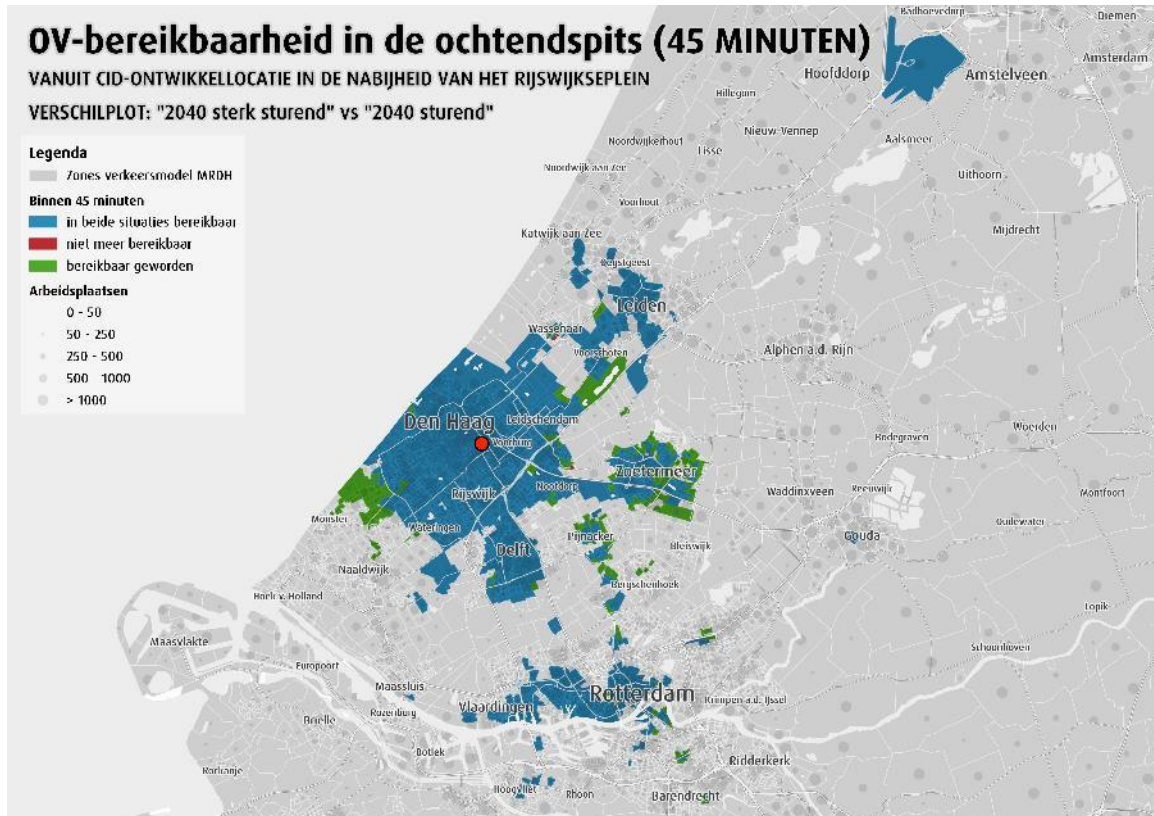 OV-bereikbaarheid in de ochtendspits (45 MINUTEN)
VANUIT CID-ONTWIKKELLOCATIE IN DE NABIJHEID VAN HET RIJSWIJKSEPLEIN
VERSCHILPLOT: "2040 sterk sturend" vs "2040 sturend"
Legenda
Zones verkeersmodel MRDH
Binnen 45 minuten
in beide situaties bereikbaar
niet meer bereikbaar
bereikbaar geworden
Arbeidsplaatsen
0 - 50
50 - 250
250 - 500
500 - 1000
> 1000
Badhoevedorp
Diemen
Amsterdam
Hoofddorp
Amstelveen
Hillegum
Nieuw-Vennep
Aalsmeer
Noordwijkerhout
Lisse
Noordwijk aan Zee
Uithoorn
Voorhout
Mijdrecht
Katwijk aan Zee
Oegstgeest
Leiden
Wassenaar
Voorschoten
Alphen a.d. Rijn
Den Haag
Leidschendam
Voorburg
Woerden
Bodegraven
Zoetermeer
Rijswijk
Nootdorp
Waddinxveen
Reeuwijk
Montfoort
Monster
Wateringen
Oudewater
Pijnacker
Gouda
Delft
Bleiswijk
Naaldwijk
Bergschenhoek
Hoek v. Holland
Lopik
Maasvlakte
Schoonhoven
Europoort
Maassluis
Rotterdam
Krimpen a.d. IJssel
Vlaardingen
Rozenburg
Brielle
Botlek
Ridderkerk
Rockanje
Hoogvliet
Rhoon
Barendrecht